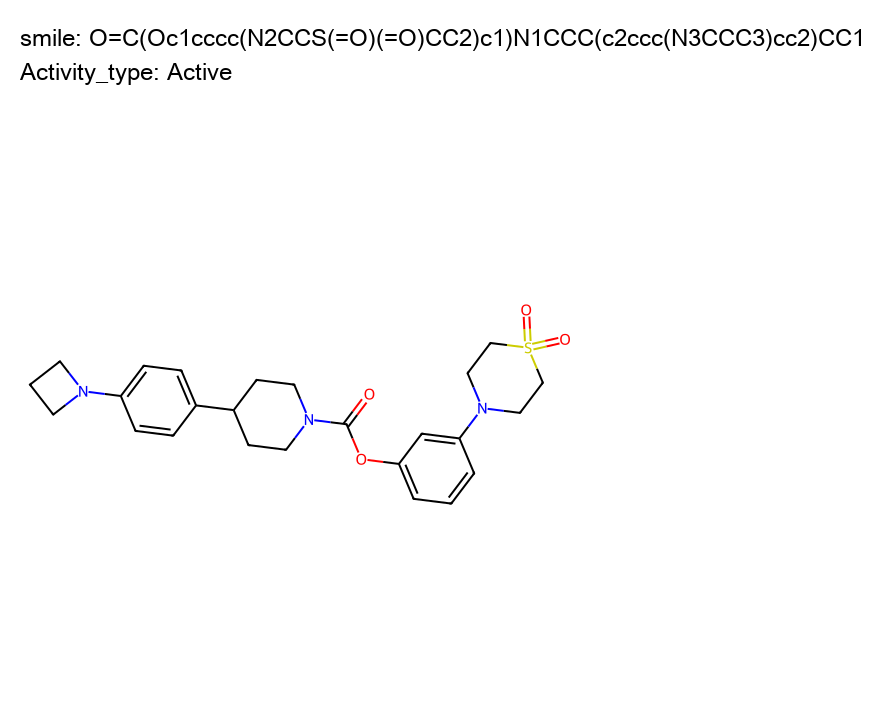 smile: O=C(Oc1cccc(N2CCS(=O)(=O)CC2)c1)N1CCC(c2ccc(N3CCC3)cc2)CC1
Activity_type: Active
O
O
S
O
N
N
N
O